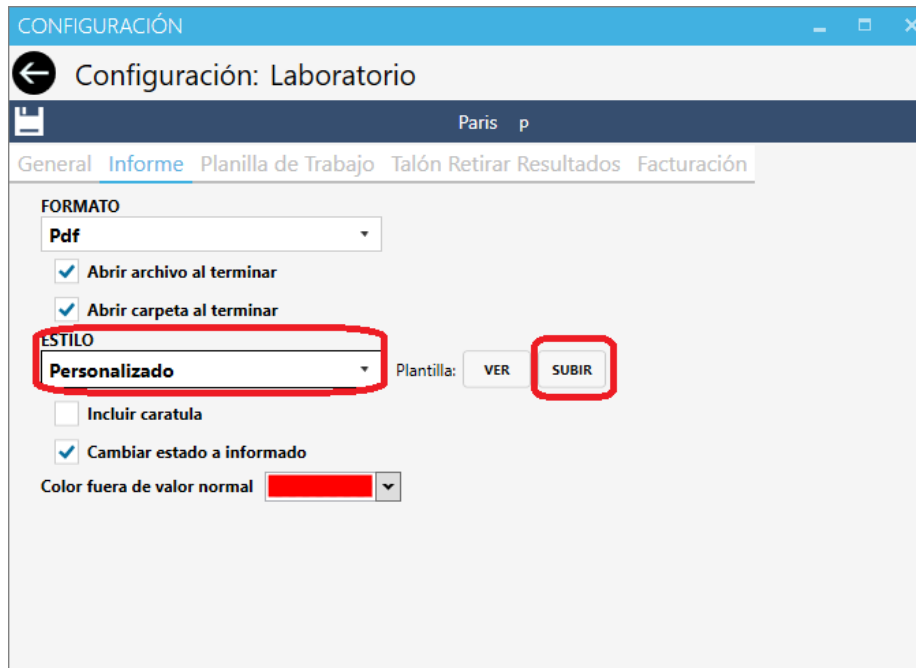 CONFIGURACIÓN
Configuración: Laboratorio
Paris p
General Informe Planilla de Trabajo Talón Retirar Resultados Facturación
FORMATO
Pdf
Abrir archivo al terminar
Abrir carpeta al terminar
ESTILO
Personalizado Plantilla: VER SUBIR
Incluir caratula
Cambiar estado a informado
Color fuera de valor normal